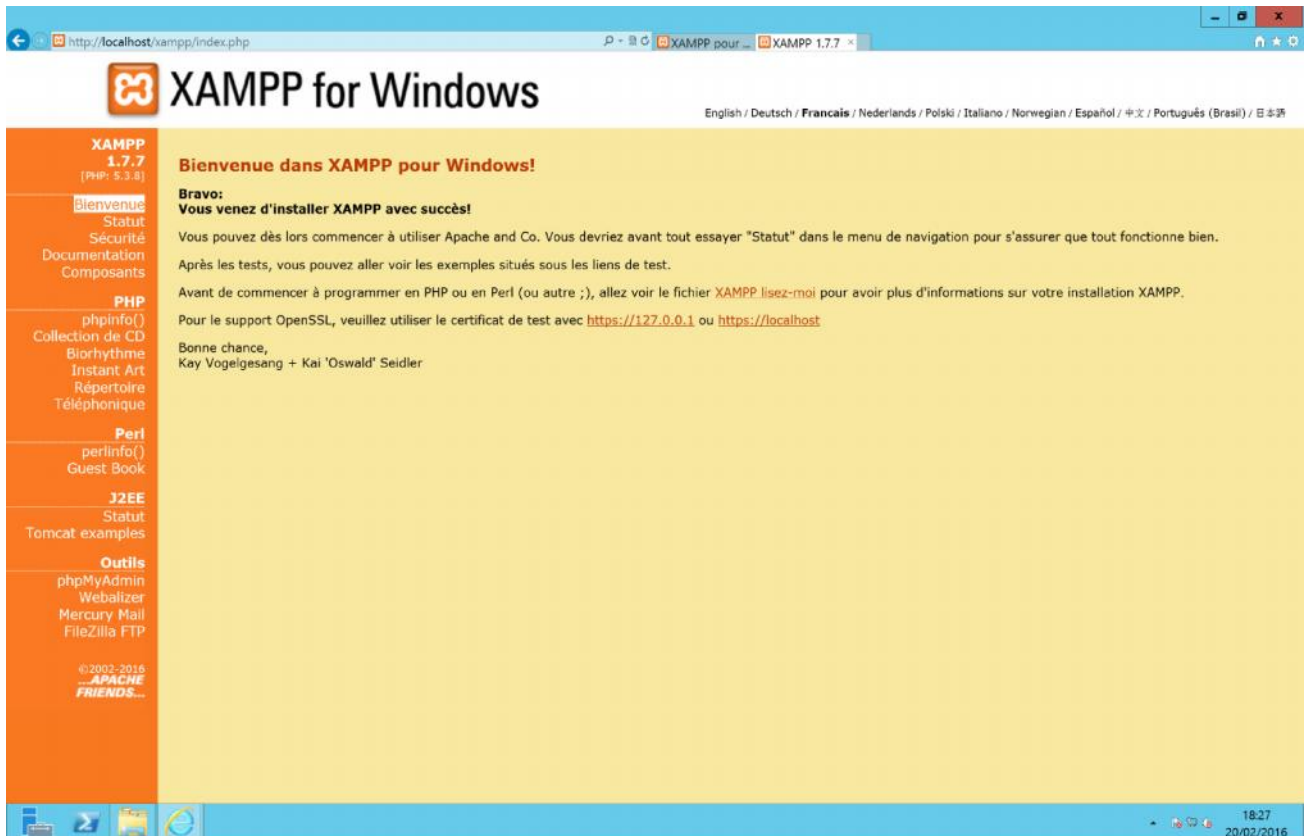 http://localhost/xampp/index.php
XAMPP pour ...
XAMPP 1.7.7
XAMPP for Windows
English / Deutsch / Francais / Nederlands / Polski / Italiano / Norwegian / Español / 中文 / Português (Brasil) / 日本語
XAMPP
1.7.7
[PHP: 5.3.8]
Bienvenue
Statut
Sécurité
Documentation
Composants
PHP
phpinfo()
Collection de CD
Biorhythme
Instant Art
Répertoire
Téléphonique
Perl
perlinfo()
Guest Book
J2EE
Statut
Tomcat examples
Outils
phpMyAdmin
Webalizer
Mercury Mail
FileZilla FTP
©2002-2016
...APACHE
FRIENDS...
Bienvenue dans XAMPP pour Windows!
Bravo:
Vous venez d'installer XAMPP avec succès!
Vous pouvez dès lors commencer à utiliser Apache and Co. Vous devriez avant tout essayer "Statut" dans le menu de navigation pour s'assurer que tout fonctionne bien.
Après les tests, vous pouvez aller voir les exemples situés sous les liens de test.
Avant de commencer à programmer en PHP ou en Perl (ou autre ;), allez voir le fichier XAMPP lisez-moi pour avoir plus d'informations sur votre installation XAMPP.
Pour le support OpenSSL, veuillez utiliser le certificat de test avec https://127.0.0.1 ou https://localhost
Bonne chance,
Kay Vogelgesang + Kai 'Oswald' Seidler
18:27
20/02/2016